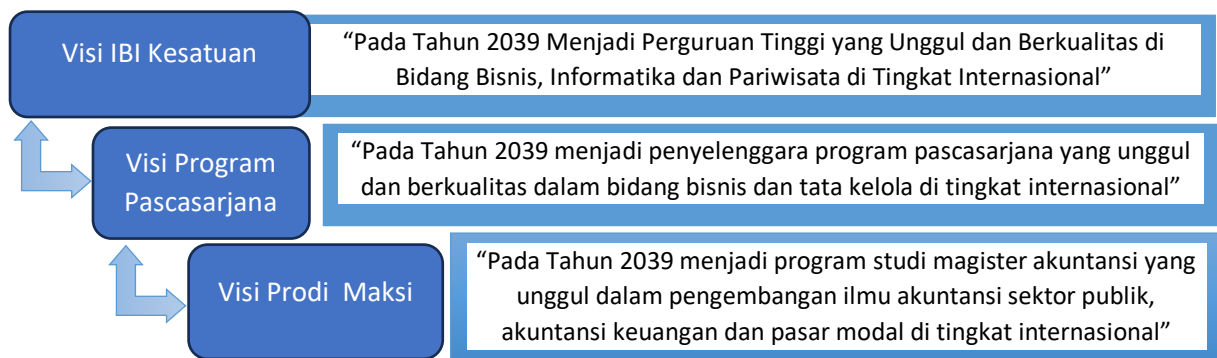 Visi IBI Kesatuan
“Pada Tahun 2039 Menjadi Perguruan Tinggi yang Unggul dan Berkualitas di
Bidang Bisnis, Informatika dan Pariwisata di Tingkat Internasional”
Visi Program
Pascasarjana
“Pada Tahun 2039 menjadi penyelenggara program pascasarjana yang unggul
dan berkualitas dalam bidang bisnis dan tata kelola di tingkat internasional”
Visi Prodi Maksi
“Pada Tahun 2039 menjadi program studi magister akuntansi yang
unggul dalam pengembangan ilmu akuntansi sektor publik,
akuntansi keuangan dan pasar modal di tingkat internasional”